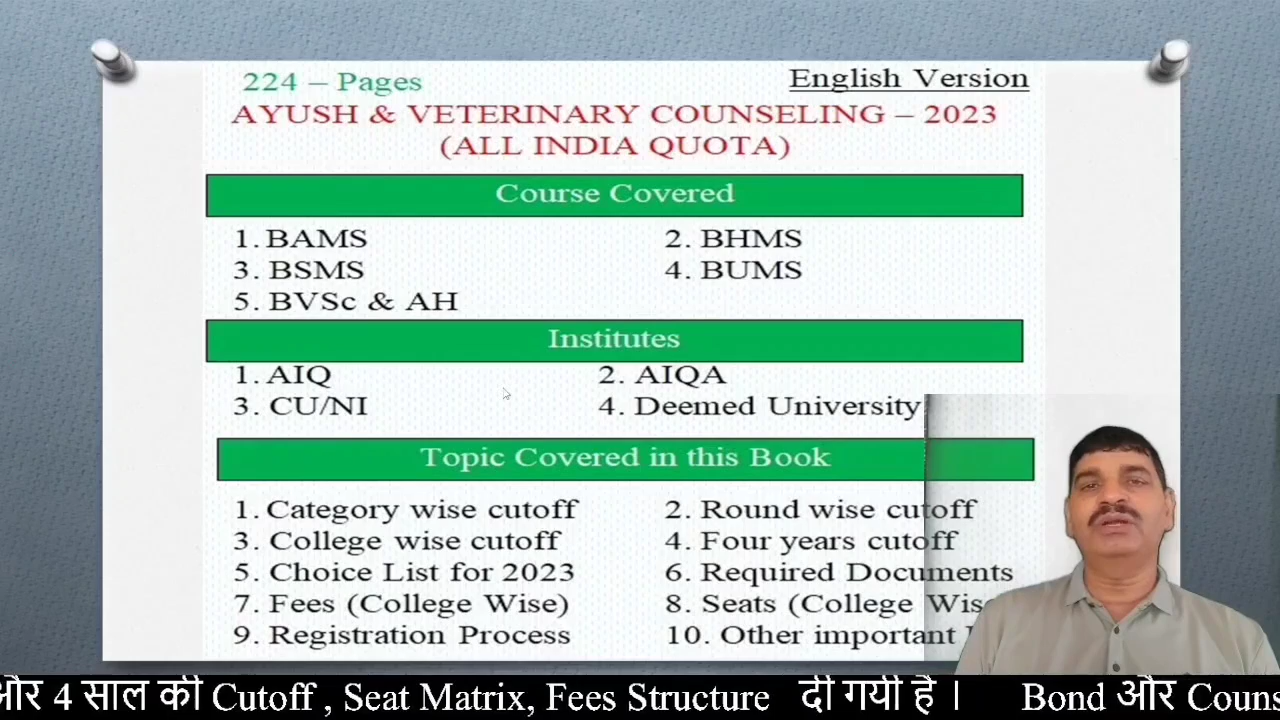 224 – Pages
English Version
AYUSH & VETERINARY COUNSELING – 2023
(ALL INDIA QUOTA)
Course Covered
1. BAMS
2. BHMS
3. BSMS
4. BUMS
5. BVSc & AH
Institutes
1. AIQ
2. AIQA
3. CU/NI
4. Deemed University
Topic Covered in this Book
1. Category wise cutoff
2. Round wise cutoff
3. College wise cutoff
4. Four years cutoff
5. Choice List for 2023
6. Required Documents
7. Fees (College Wise)
8. Seats (College
9. Registration Process
10. Other important
और 4 साल की Cutoff , Seat Matrix, Fees Structure दी गयी है । Bond और